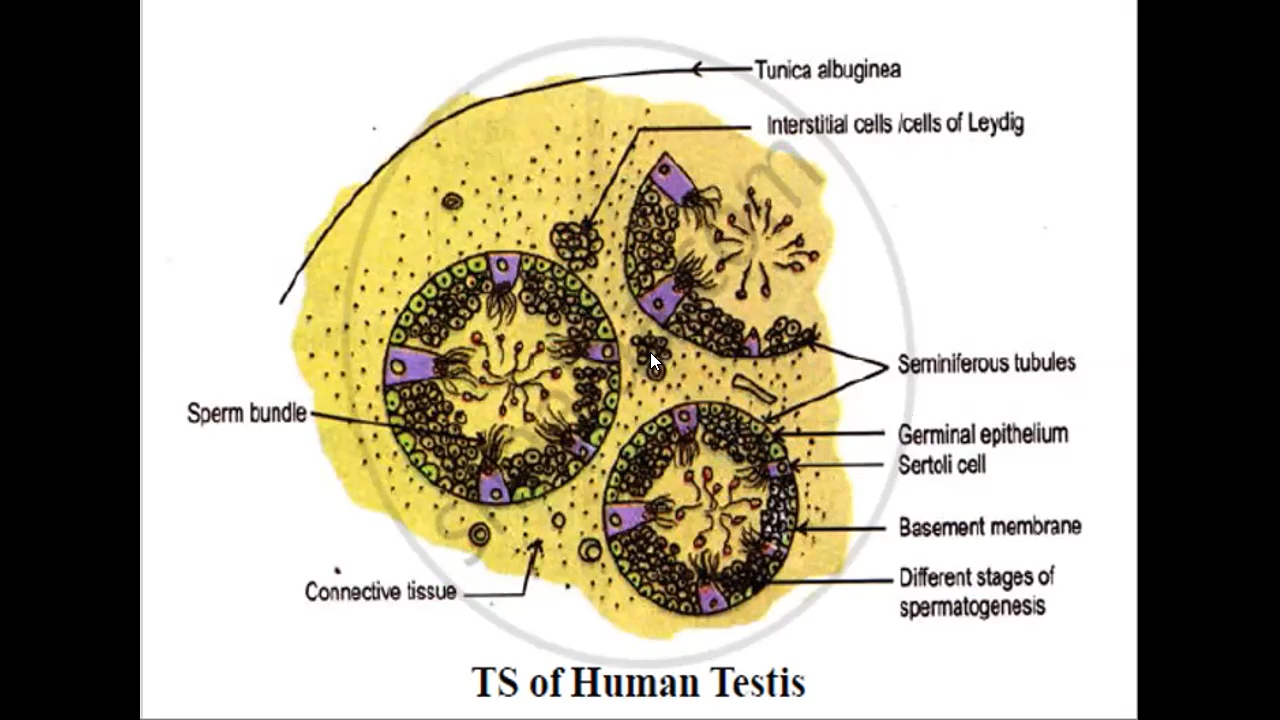 Tunica albuginea
Interstitial cells /cells of Leydig
Seminiferous tubules
Sperm bundle
Germinal epithelium
Sertoli cell
Basement membrane
Different stages of
spermatogenesis
Connective tissue
TS of Human Testis